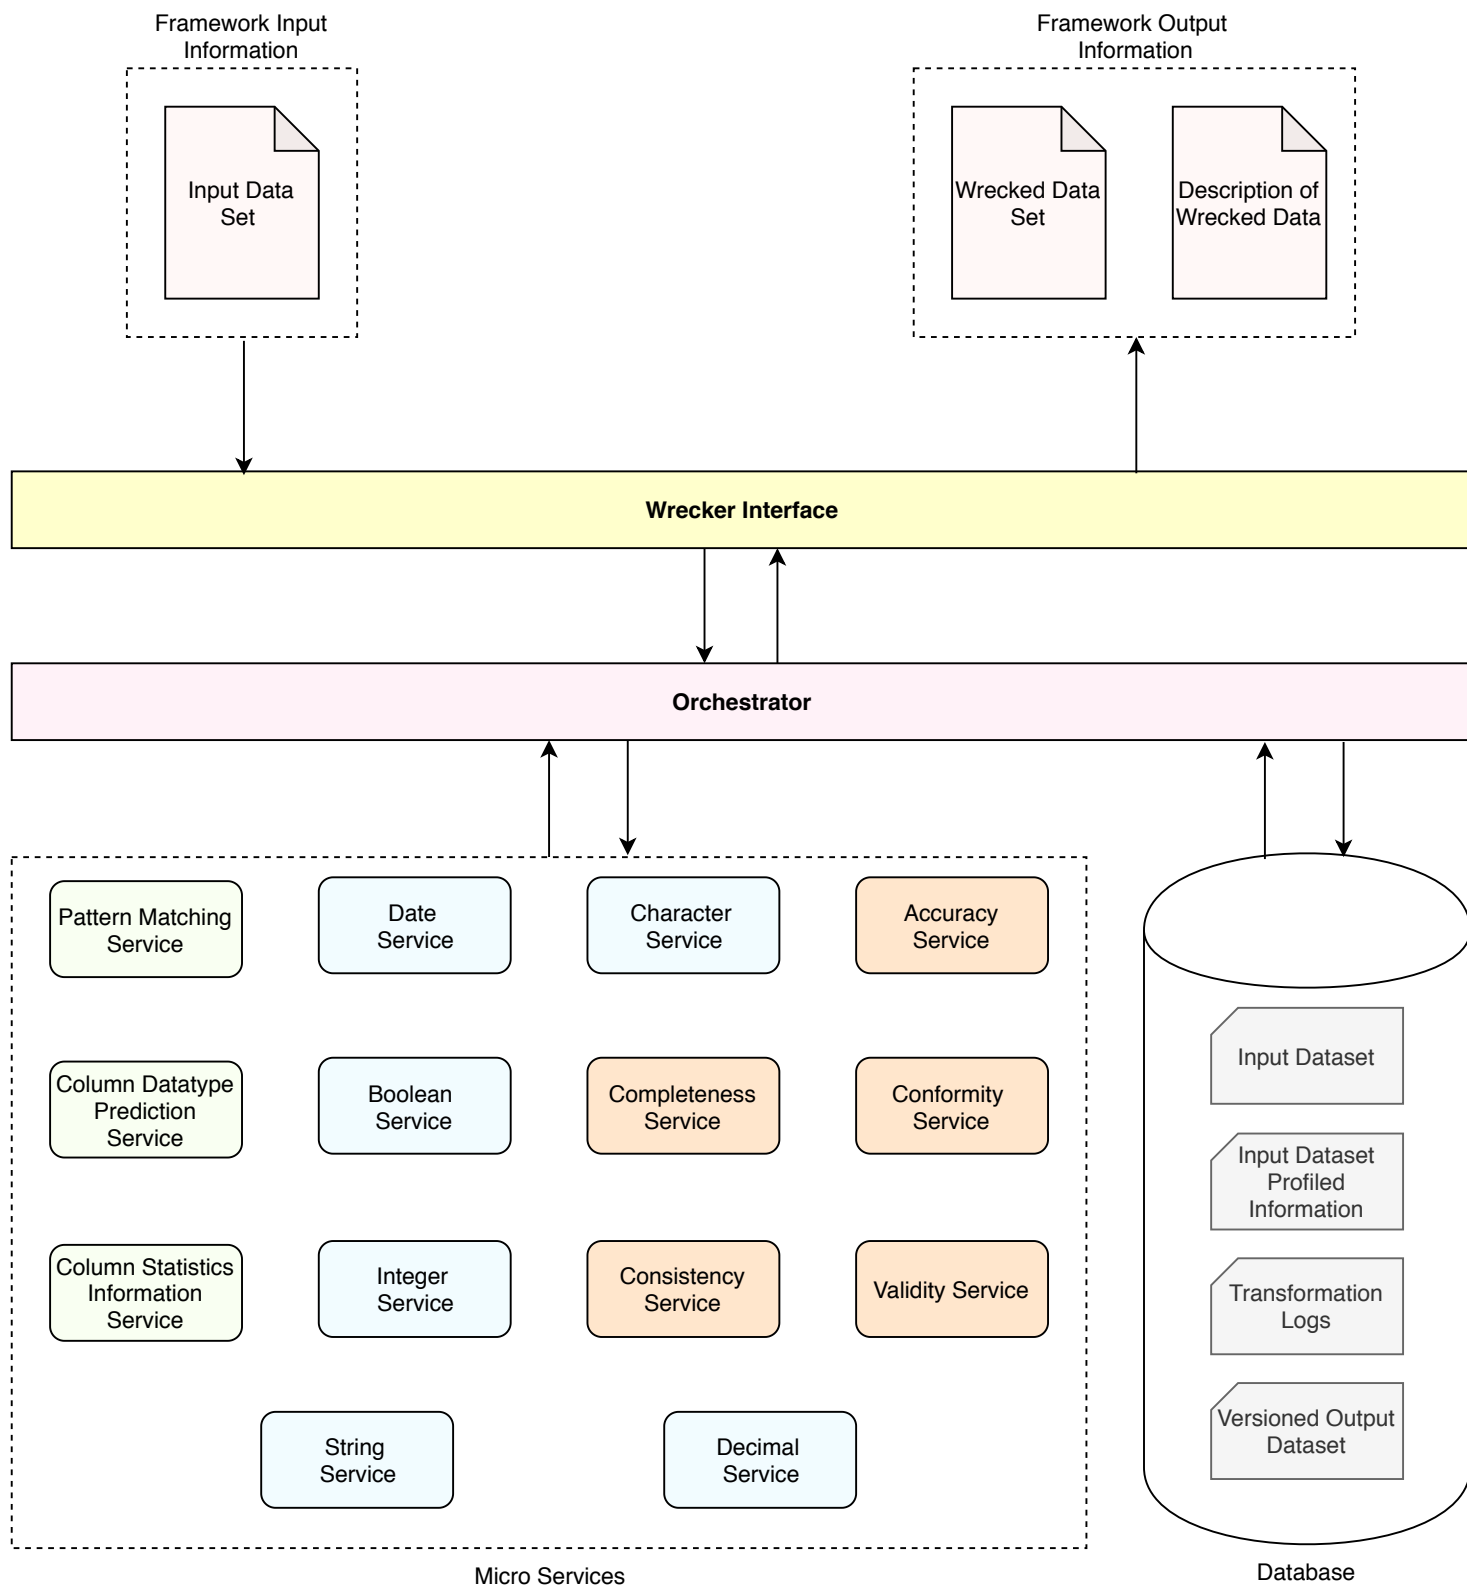 Framework Input
Information
Framework Output
Information
Input Data
Set
Wrecked Data
Set
Description of
Wrecked Data
Wrecker Interface
Orchestrator
Pattern Matching
Service
Date
Service
Character
Service
Accuracy
Service
Column Datatype
Prediction
Service
Boolean
Service
Completeness
Service
Conformity
Service
Column Statistics
Information
Service
Integer
Service
Consistency
Service
Validity Service
String
Service
Decimal
Service
Micro Services
Input Dataset
Input Dataset
Profiled
Information
Transformation
Logs
Versioned Output
Dataset
Database